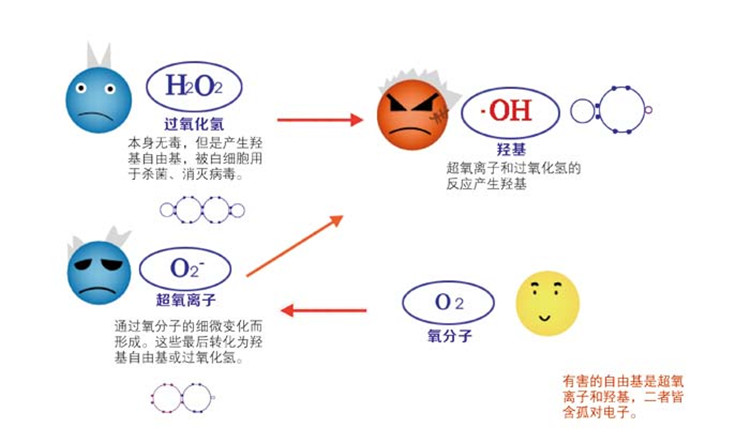 H2O2
过氧化氢
本身无毒，但是产生羟
基自由基，被白细胞用
于杀菌、消灭病毒。
·OH
羟基
超氧离子和过氧化氢的
反应产生羟基
O2-
超氧离子
通过氧分子的细微变化而
形成。这些最后转化为羟
基自由基或过氧化氢。
O2
氧分子
有害的自由基是超氧
离子和羟基，二者皆
含孤对电子。